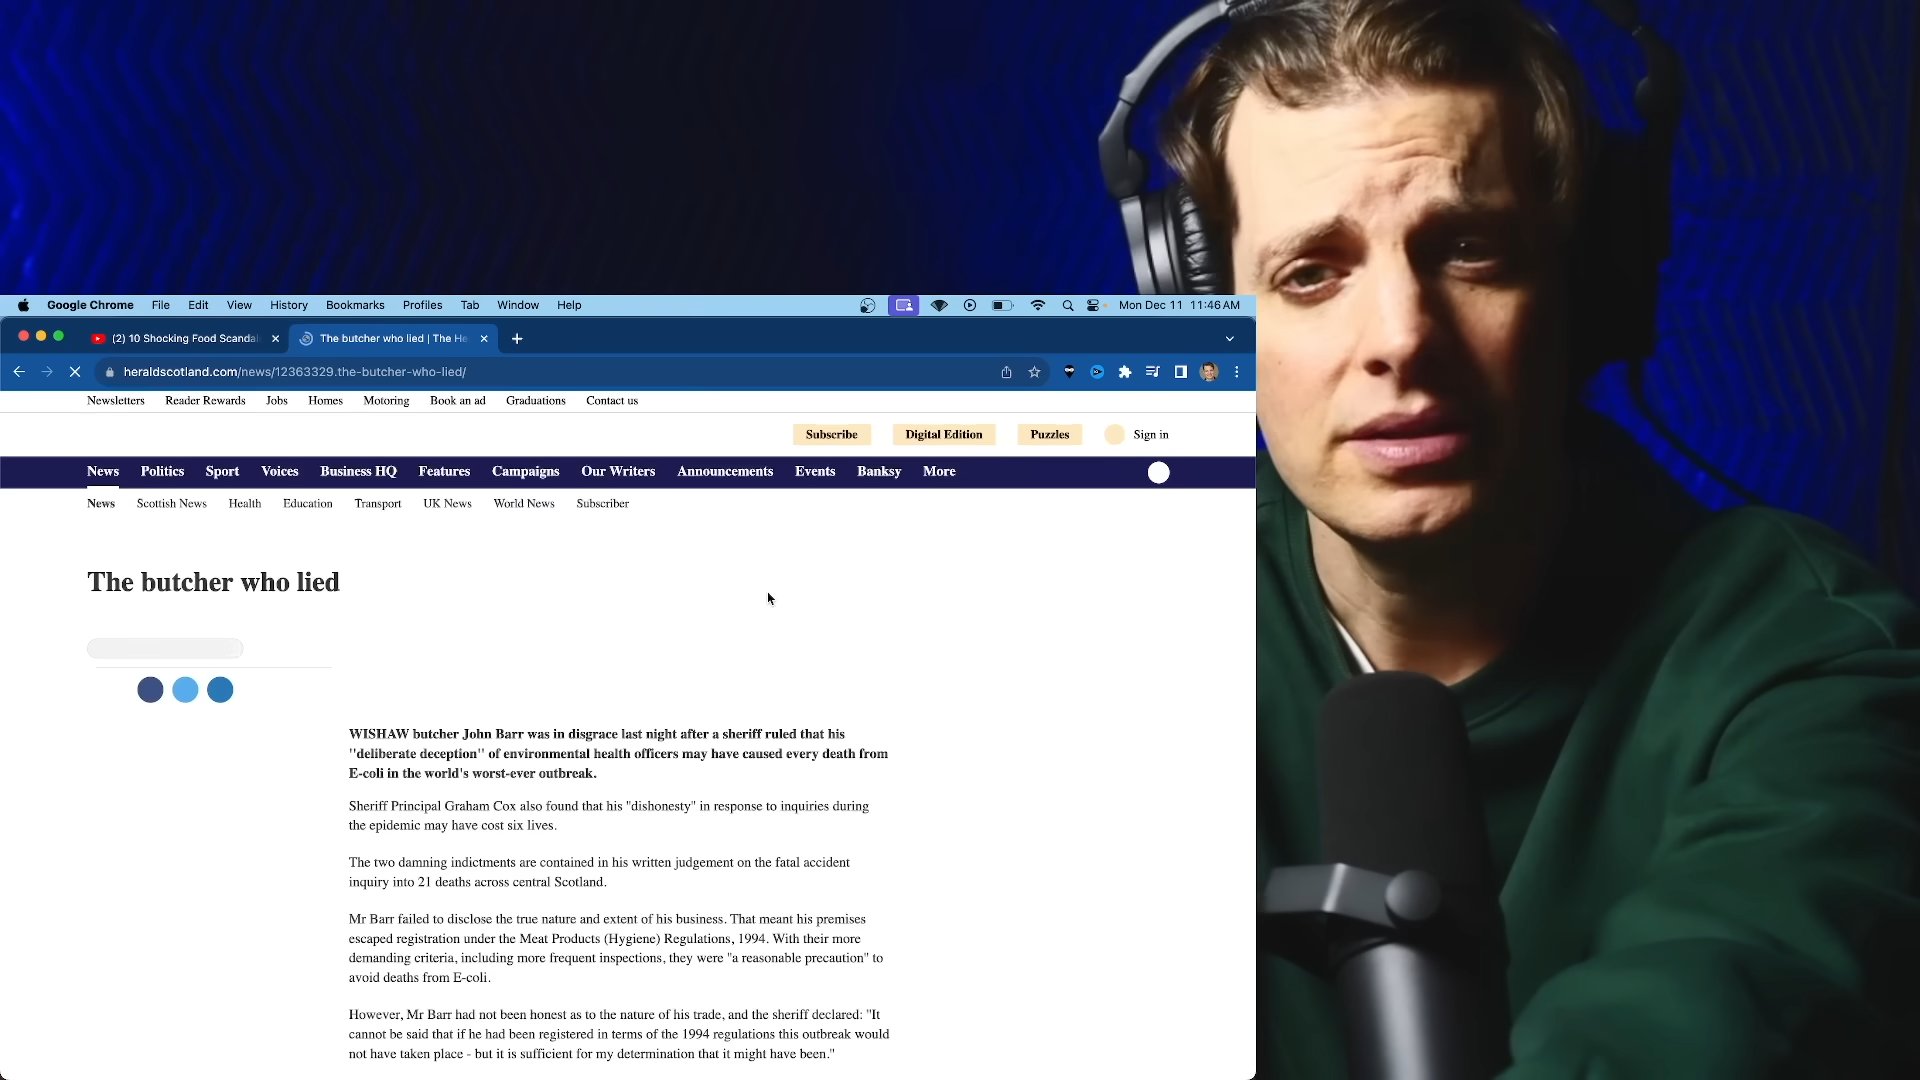 Google Chrome File Edit View History Bookmarks Profiles Tab Window Help Mon Dec 11 11:46 AM
(2) 10 Shocking Food Scandal The butcher who lied | The He
heraldscotland.com/news/12363329.the-butcher-who-lied/
Newsletters Reader Rewards Jobs Homes Motoring Book an ad Graduations Contact us
Subscribe Digital Edition Puzzles Sign in
News Politics Sport Voices Business HQ Features Campaigns Our Writers Announcements Events Banksy More
News Scottish News Health Education Transport UK News World News Subscriber
The butcher who lied
WISHAW butcher John Barr was in disgrace last night after a sheriff ruled that his
"deliberate deception" of environmental health officers may have caused every death from
E-coli in the world's worst-ever outbreak.
Sheriff Principal Graham Cox also found that his "dishonesty" in response to inquiries during
the epidemic may have cost six lives.
The two damning indictments are contained in his written judgement on the fatal accident
inquiry into 21 deaths across central Scotland.
Mr Barr failed to disclose the true nature and extent of his business. That meant his premises
escaped registration under the Meat Products (Hygiene) Regulations, 1994. With their more
demanding criteria, including more frequent inspections, they were "a reasonable precaution" to
avoid deaths from E-coli.
However, Mr Barr had not been honest as to the nature of his trade, and the sheriff declared: "It
cannot be said that if he had been registered in terms of the 1994 regulations this outbreak would
not have taken place - but it is sufficient for my determination that it might have been."